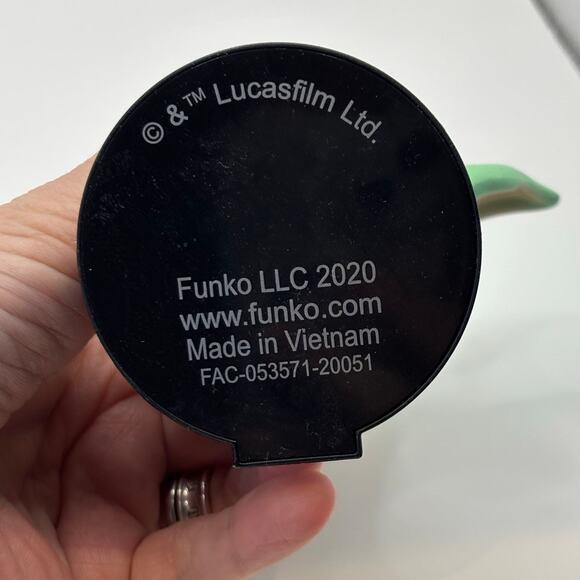 © & ™ Lucasfilm Ltd.
Funko LLC 2020
www.funko.com
Made in Vietnam
FAC-053571-20051